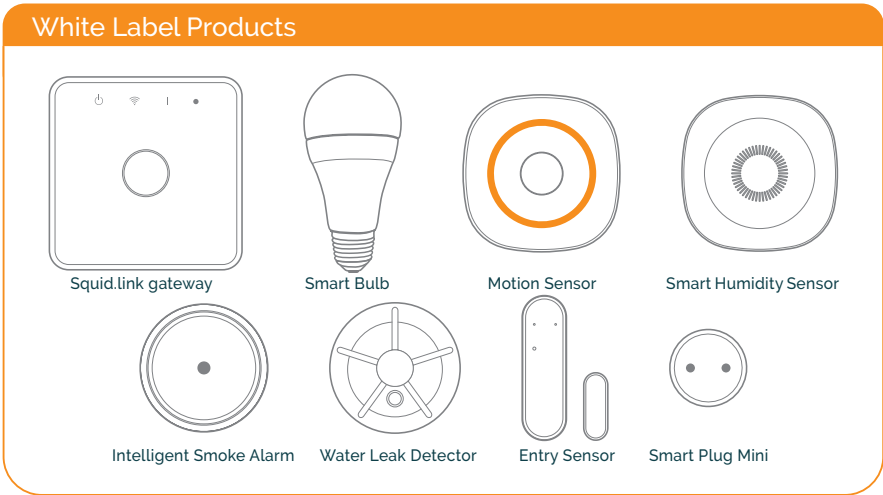 White Label Products
Squid.link gateway
Smart Bulb
Motion Sensor
Smart Humidity Sensor
Intelligent Smoke Alarm
Water Leak Detector
Entry Sensor
Smart Plug Mini